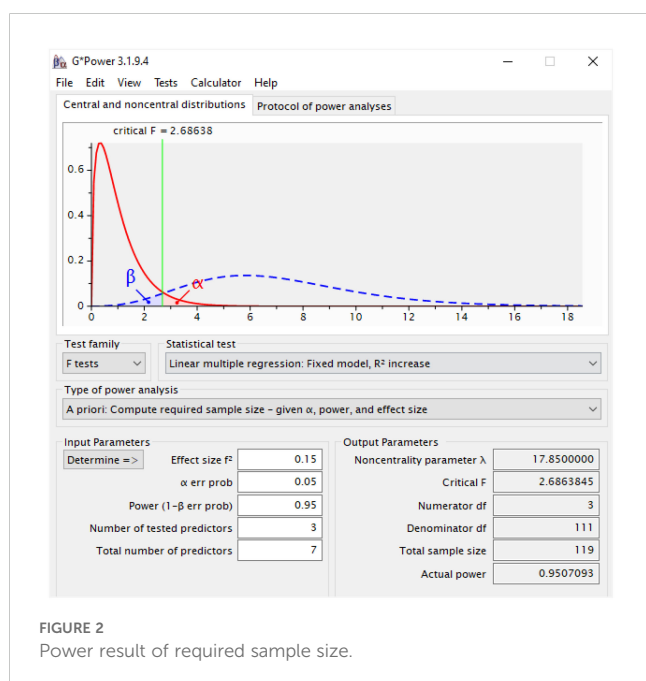 G*Power 3.1.9.4
File Edit View Tests Calculator Help
Central and noncentral distributions Protocol of power analyses
critical F = 2.68638
0.6
0.4
0.2
0
β
α
0 2 4 6 8 10 12 14 16 18
Test family Statistical test
F tests Linear multiple regression: Fixed model, R² increase
Type of power analysis
A priori: Compute required sample size – given α, power, and effect size
Input Parameters Output Parameters
Determine => Effect size f² 0.15 Noncentrality parameter λ 17.8500000
α err prob 0.05 Critical F 2.6863845
Power (1-β err prob) 0.95 Numerator df 3
Number of tested predictors 3 Denominator df 111
Total number of predictors 7 Total sample size 119
Actual power 0.9507093
FIGURE 2
Power result of required sample size.